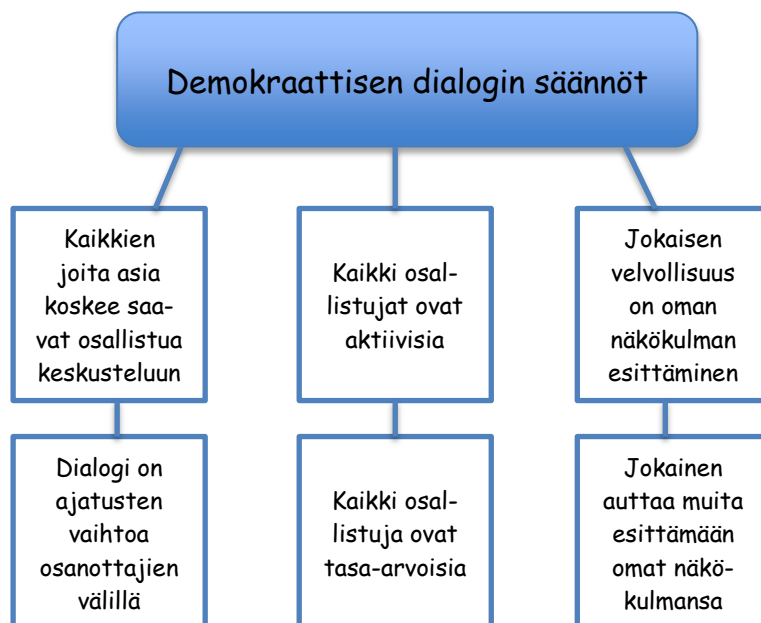 Demokraattisen dialogin säännöt
Kaikkien
joita asia
koskee saa-
vat osallistua
keskusteluun
Kaikki osal-
listujat ovat
aktiivisia
Jokaisen
velvollisuus
on oman
näkökulman
esittäminen
Dialogi on
ajatusten
vaihtoa
osanottajien
välillä
Kaikki osal-
listuja ovat
tasa-arvoisia
Jokainen
auttaa muita
esittämään
omat näkö-
kulmansa